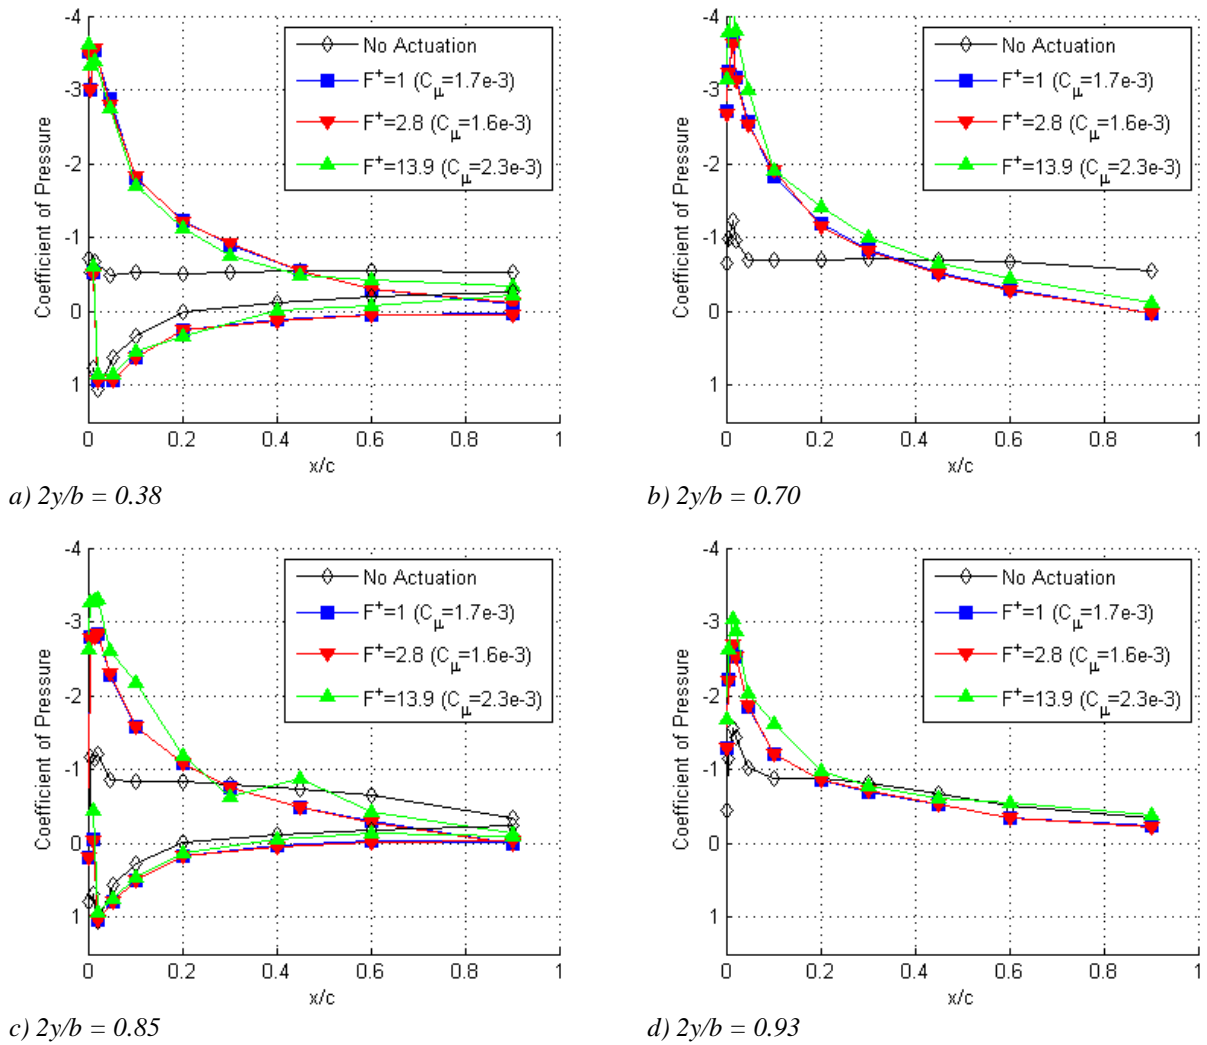 -4
-3
-2
-1
0
1
Coefficient of Pressure
No Actuation
F+=1 (Cμ=1.7e-3)
F+=2.8 (Cμ=1.6e-3)
F+=13.9 (Cμ=2.3e-3)
0 0.2 0.4 0.6 0.8 1
x/c
a) 2y/b = 0.38
-4
-3
-2
-1
0
1
Coefficient of Pressure
No Actuation
F+=1 (Cμ=1.7e-3)
F+=2.8 (Cμ=1.6e-3)
F+=13.9 (Cμ=2.3e-3)
0 0.2 0.4 0.6 0.8 1
x/c
b) 2y/b = 0.70
-4
-3
-2
-1
0
1
Coefficient of Pressure
No Actuation
F+=1 (Cμ=1.7e-3)
F+=2.8 (Cμ=1.6e-3)
F+=13.9 (Cμ=2.3e-3)
0 0.2 0.4 0.6 0.8 1
x/c
c) 2y/b = 0.85
-4
-3
-2
-1
0
1
Coefficient of Pressure
No Actuation
F+=1 (Cμ=1.7e-3)
F+=2.8 (Cμ=1.6e-3)
F+=13.9 (Cμ=2.3e-3)
0 0.2 0.4 0.6 0.8 1
x/c
d) 2y/b = 0.93